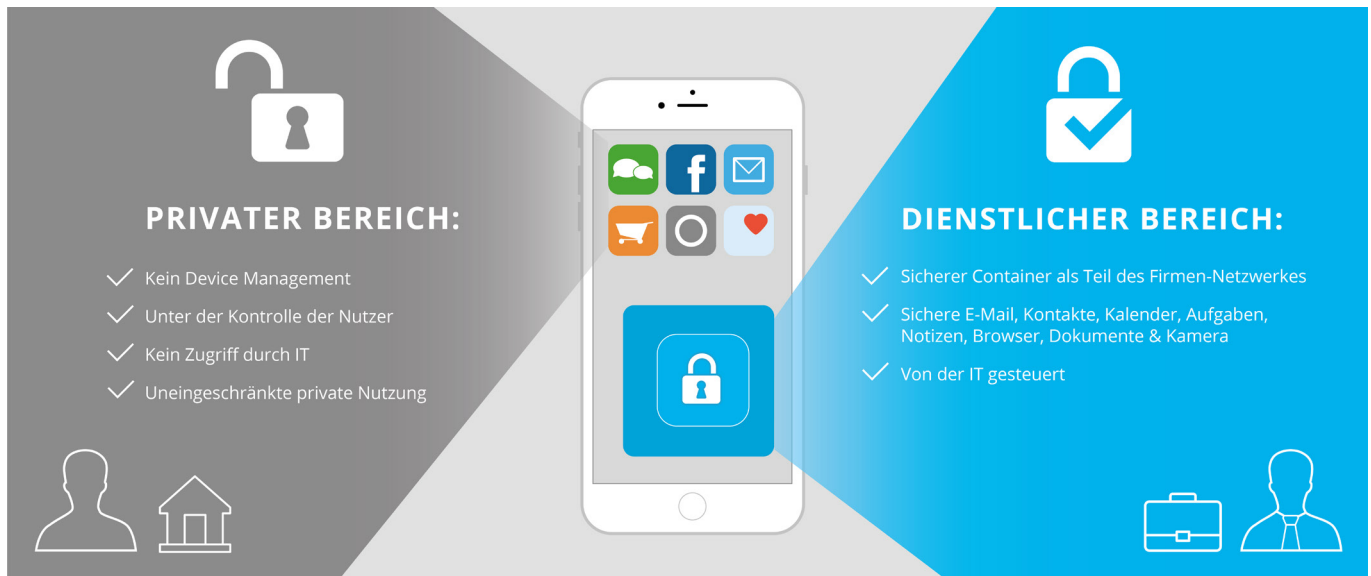 PRIVATER BEREICH:
Kein Device Management
Unter der Kontrolle der Nutzer
Kein Zugriff durch IT
Uneingeschränkte private Nutzung
f
DIENSTLICHER BEREICH:
Sicherer Container als Teil des Firmen-Netzwerkes
Sichere E-Mail, Kontakte, Kalender, Aufgaben,
Notizen, Browser, Dokumente & Kamera
Von der IT gesteuert